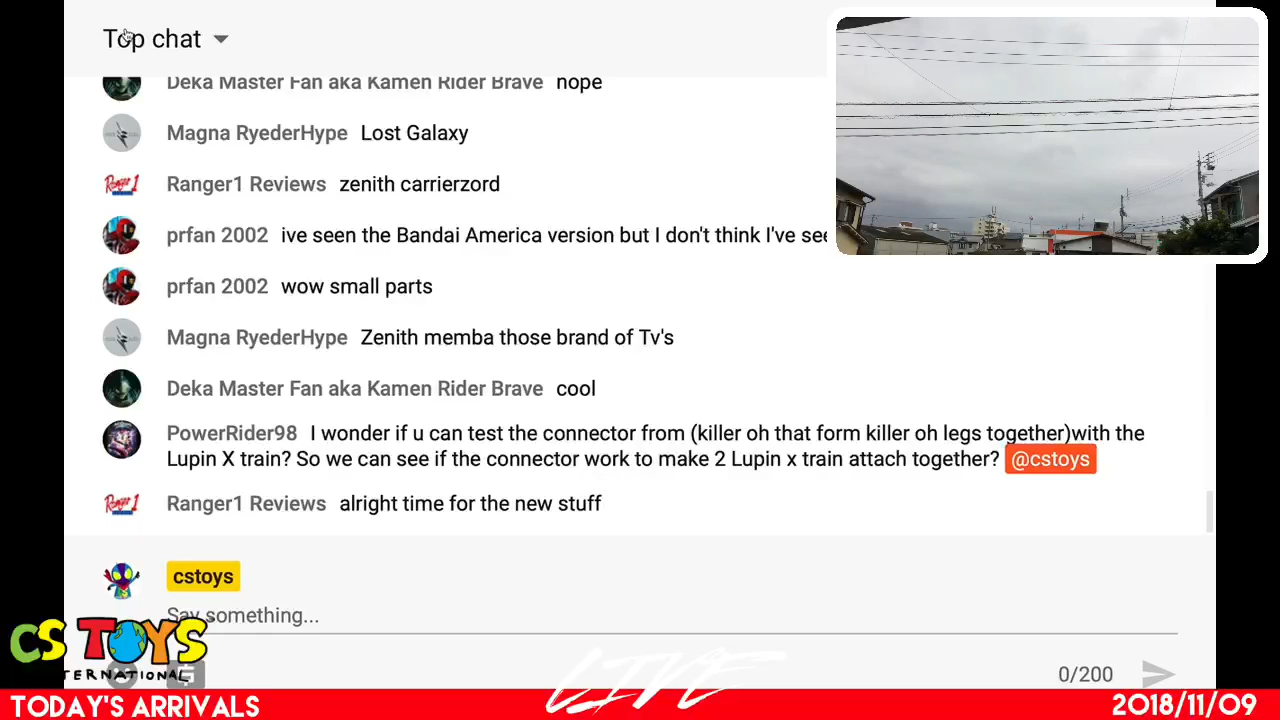 Top chat
Deka Master Fan aka Kamen Rider Brave nope
Magna RyederHype Lost Galaxy
Ranger1 Reviews zenith carrierzord
prfan 2002 ive seen the Bandai America version but I don't think I've see
prfan 2002 wow small parts
Magna RyederHype Zenith memba those brand of Tv's
Deka Master Fan aka Kamen Rider Brave cool
PowerRider98 I wonder if u can test the connector from (killer oh that form killer oh legs together)with the
Lupin X train? So we can see if the connector work to make 2 Lupin x train attach together? @cstoys
Ranger1 Reviews alright time for the new stuff
cstoys
Say something...
CS TOYS
0/200
LIVE
TODAY'S ARRIVALS
2018/11/09